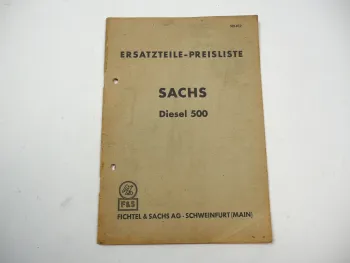 ERSATZTEILE-PREISLISTE
SACHS
Diesel 500
F&S
FICHTEL & SACHS AG - SCHWEINFURT (MAIN)